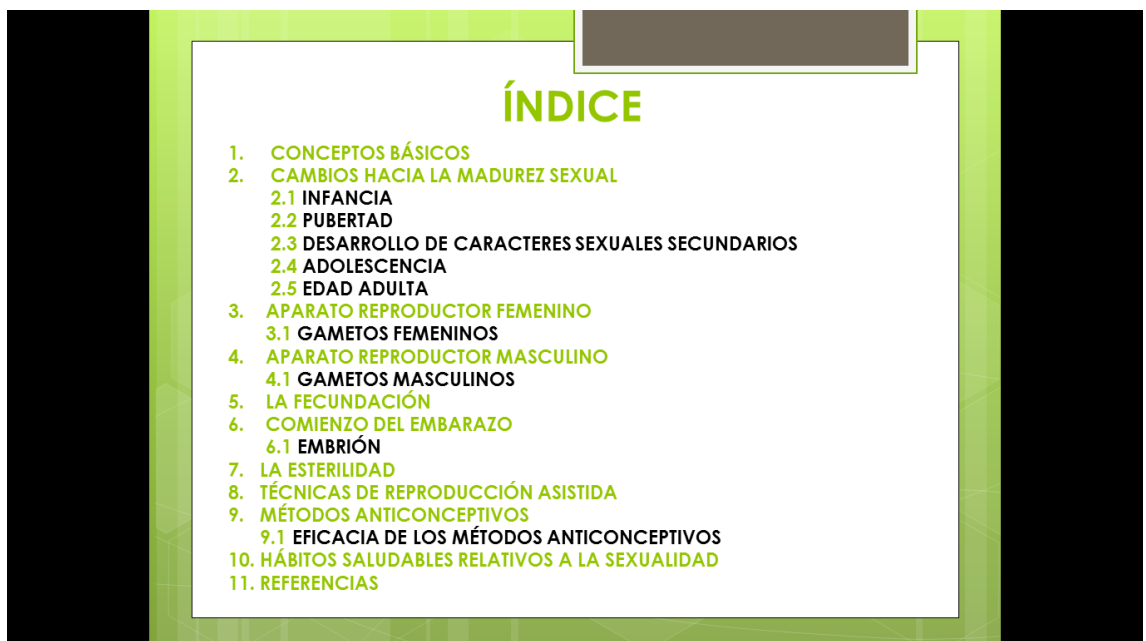 ÍNDICE
1. CONCEPTOS BÁSICOS
2. CAMBIOS HACIA LA MADUREZ SEXUAL
2.1 INFANCIA
2.2 PUBERTAD
2.3 DESARROLLO DE CARACTERES SEXUALES SECUNDARIOS
2.4 ADOLESCENCIA
2.5 EDAD ADULTA
3. APARATO REPRODUCTOR FEMENINO
3.1 GAMETOS FEMENINOS
4. APARATO REPRODUCTOR MASCULINO
4.1 GAMETOS MASCULINOS
5. LA FECUNDACIÓN
6. COMIENZO DEL EMBARAZO
6.1 EMBRIÓN
7. LA ESTERILIDAD
8. TÉCNICAS DE REPRODUCCIÓN ASISTIDA
9. MÉTODOS ANTICONCEPTIVOS
9.1 EFICACIA DE LOS MÉTODOS ANTICONCEPTIVOS
10. HÁBITOS SALUDABLES RELATIVOS A LA SEXUALIDAD
11. REFERENCIAS